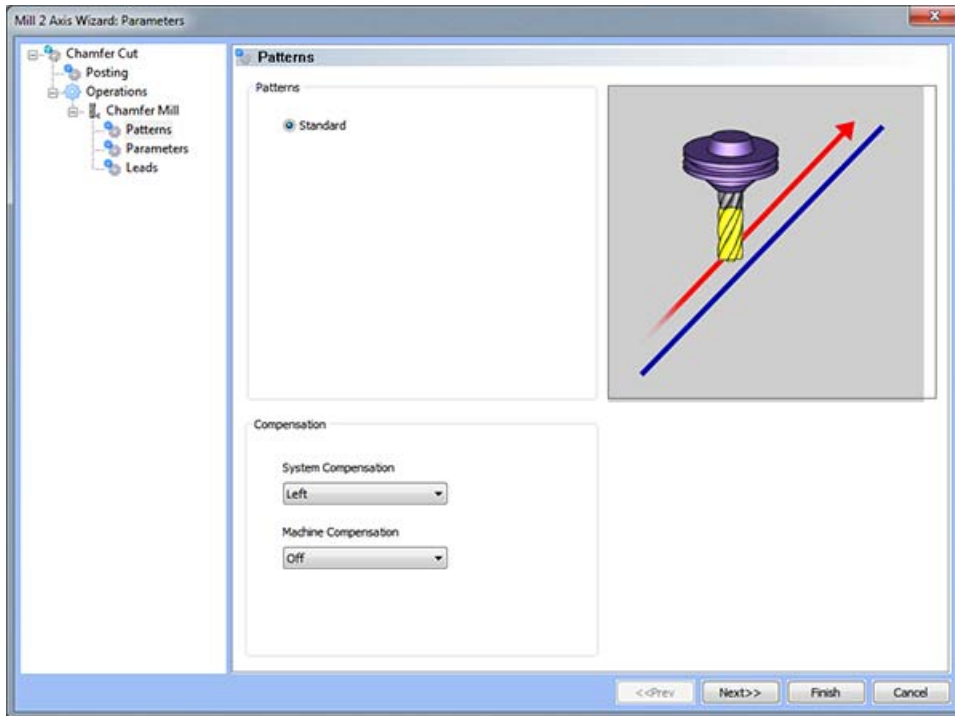 Mill 2 Axis Wizard: Parameters
Chamfer Cut
Posting
Operations
Chamfer Mill
Patterns
Parameters
Leads
Patterns
Patterns
Standard
Compensation
System Compensation
Left
Machine Compensation
Off
<<Prev
Next>>
Finish
Cancel